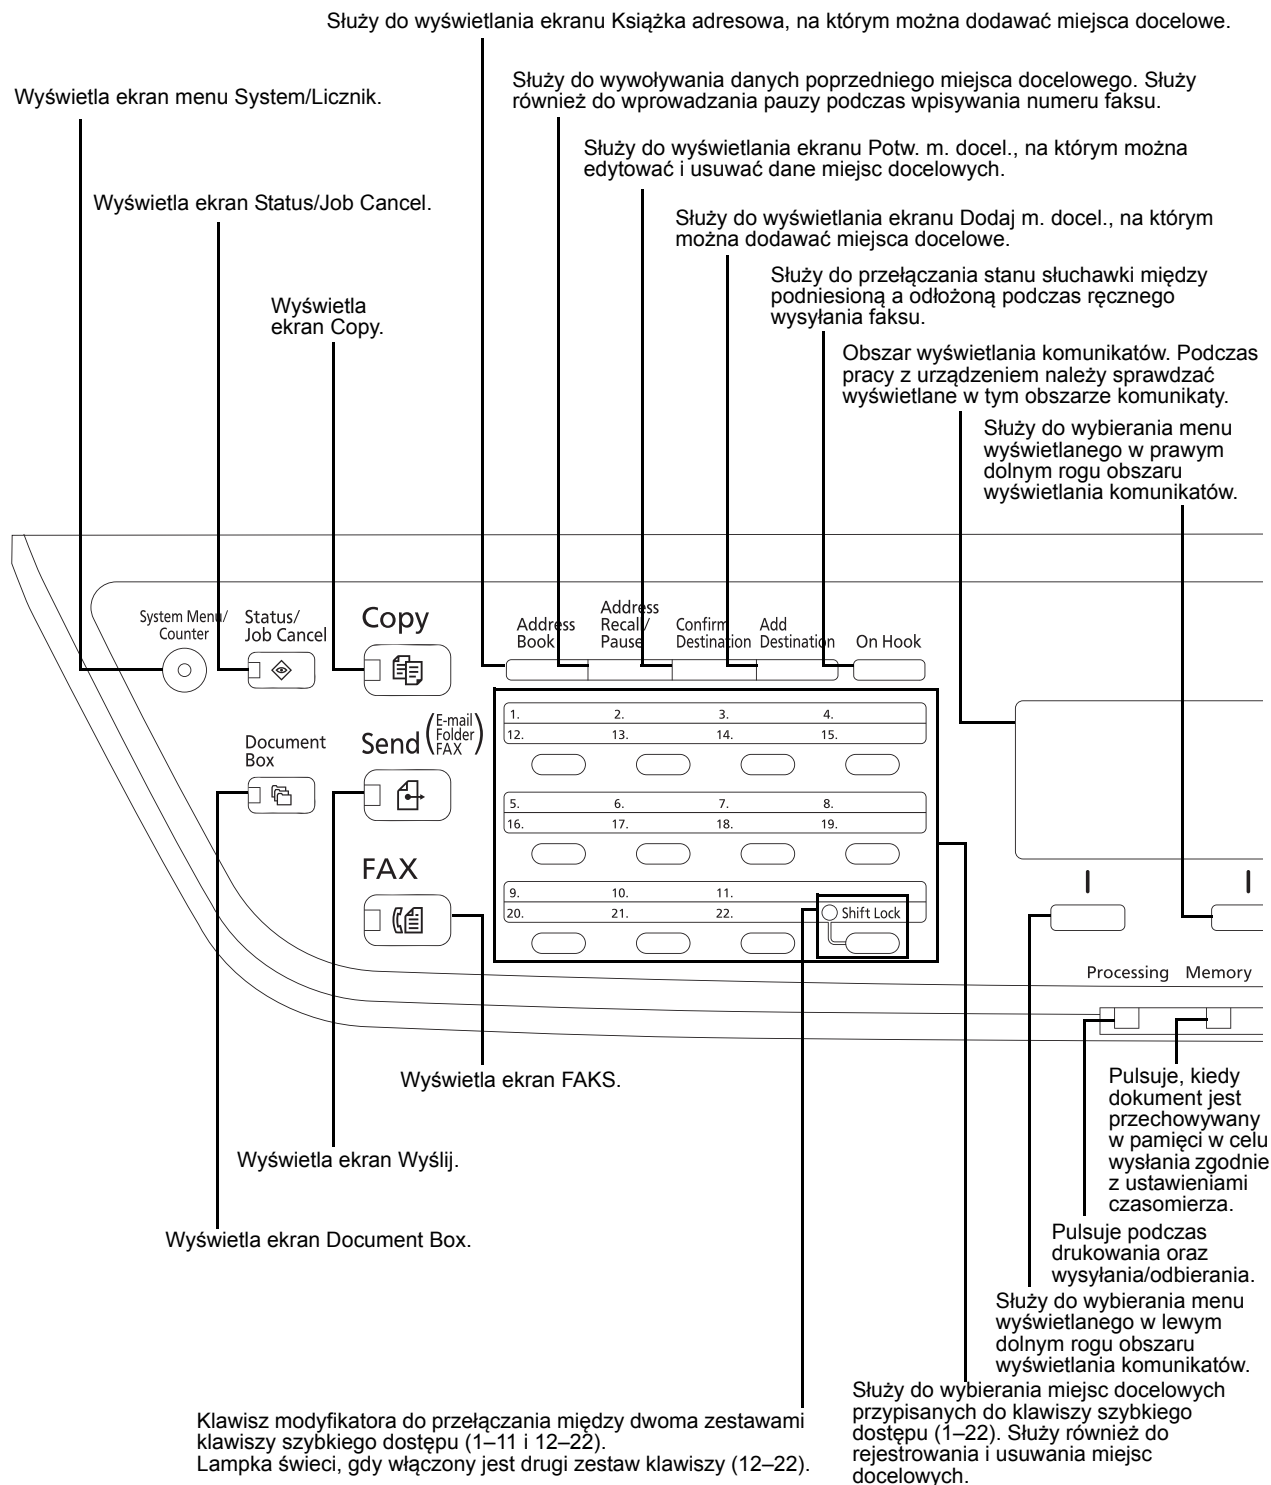 Służy do wyświetlania ekranu Książka adresowa, na którym można dodawać miejsca docelowe.
Służy do wywoływania danych poprzedniego miejsca docelowego. Służy
również do wprowadzania pauzy podczas wpisywania numeru faksu.
Wyświetla ekran menu System/Licznik.
Służy do wyświetlania ekranu Potw. m. docel., na którym można
edytować i usuwać dane miejsc docelowych.
Wyświetla ekran Status/Job Cancel.
Służy do wyświetlania ekranu Dodaj m. docel., na którym
można dodawać miejsca docelowe.
Służy do przełączania stanu słuchawki między
podniesioną a odłożoną podczas ręcznego
wysyłania faksu.
Wyświetla
ekran Copy.
Obszar wyświetlania komunikatów. Podczas
pracy z urządzeniem należy sprawdzać
wyświetlane w tym obszarze komunikaty.
Służy do wybierania menu
wyświetlanego w prawym
dolnym rogu obszaru
wyświetlania komunikatów.
System Menu/
Counter
Status/
Job Cancel
Copy
Address
Book
Address
Recall/
Pause
Confirm
Destination
Add
Destination
On Hook
1. 2. 3. 4.
12. 13. 14. 15.
Document
Box
Send
(E-mail
Folder
FAX)
5. 6. 7. 8.
16. 17. 18. 19.
FAX
9. 10. 11.
20. 21. 22.
Shift Lock
Processing Memory
Wyświetla ekran FAKS.
Wyświetla ekran Wyślij.
Wyświetla ekran Document Box.
Pulsuje, kiedy
dokument jest
przechowywany
w pamięci w celu
wysłania zgodnie
z ustawieniami
czasomierza.
Pulsuje podczas
drukowania oraz
wysyłania/odbierania.
Służy do wybierania menu
wyświetlanego w lewym
dolnym rogu obszaru
wyświetlania komunikatów.
Służy do wybierania miejsc docelowych
przypisanych do klawiszy szybkiego
dostępu (1–22). Służy również do
rejestrowania i usuwania miejsc
docelowych.
Klawisz modyfikatora do przełączania między dwoma zestawami
klawiszy szybkiego dostępu (1–11 i 12–22).
Lampka świeci, gdy włączony jest drugi zestaw klawiszy (12–22).